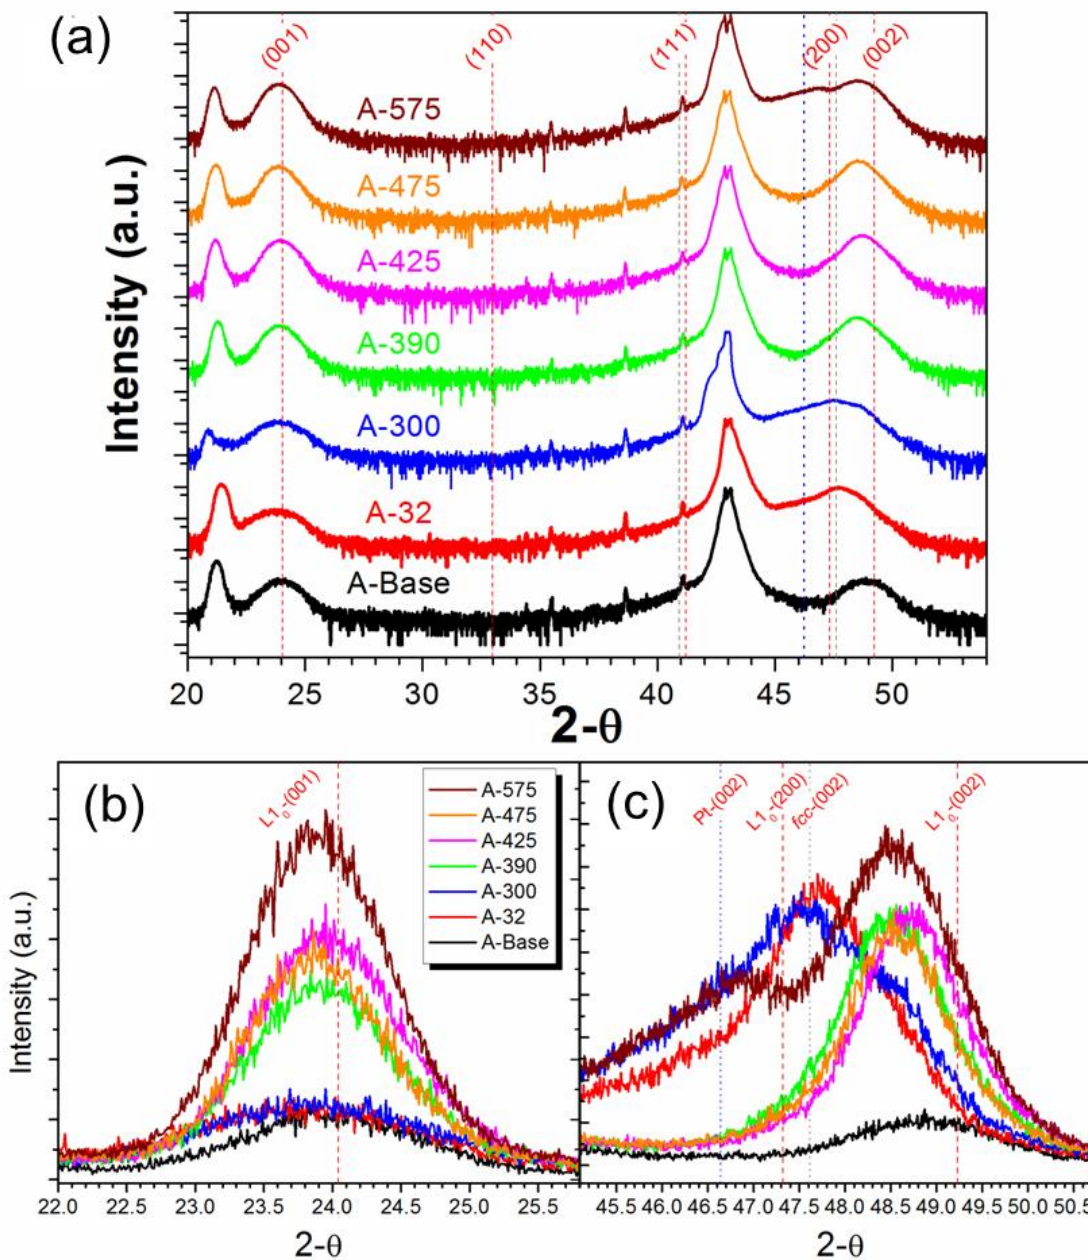 (a)
(001)
(110)
(111)
(200)
(002)
A-575
A-475
A-425
A-390
A-300
A-32
A-Base
Intensity (a.u.)
20 25 30 35 40 45 50
2-θ
(b)
L1₀-(001)
A-575
A-475
A-425
A-390
A-300
A-32
A-Base
Intensity (a.u.)
22.0 22.5 23.0 23.5 24.0 24.5 25.0 25.5
2-θ
(c)
Pt-(002)
L1₀-(200)
fcc-(002)
L1₀-(002)
45.5 46.0 46.5 47.0 47.5 48.0 48.5 49.0 49.5 50.0 50.5
2-θ